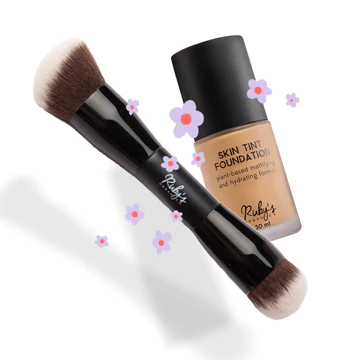 SKIN TINT
FOUNDATION
plant-based mattifying
and hydrating formula
Ruby's
30 ml
Ruby's